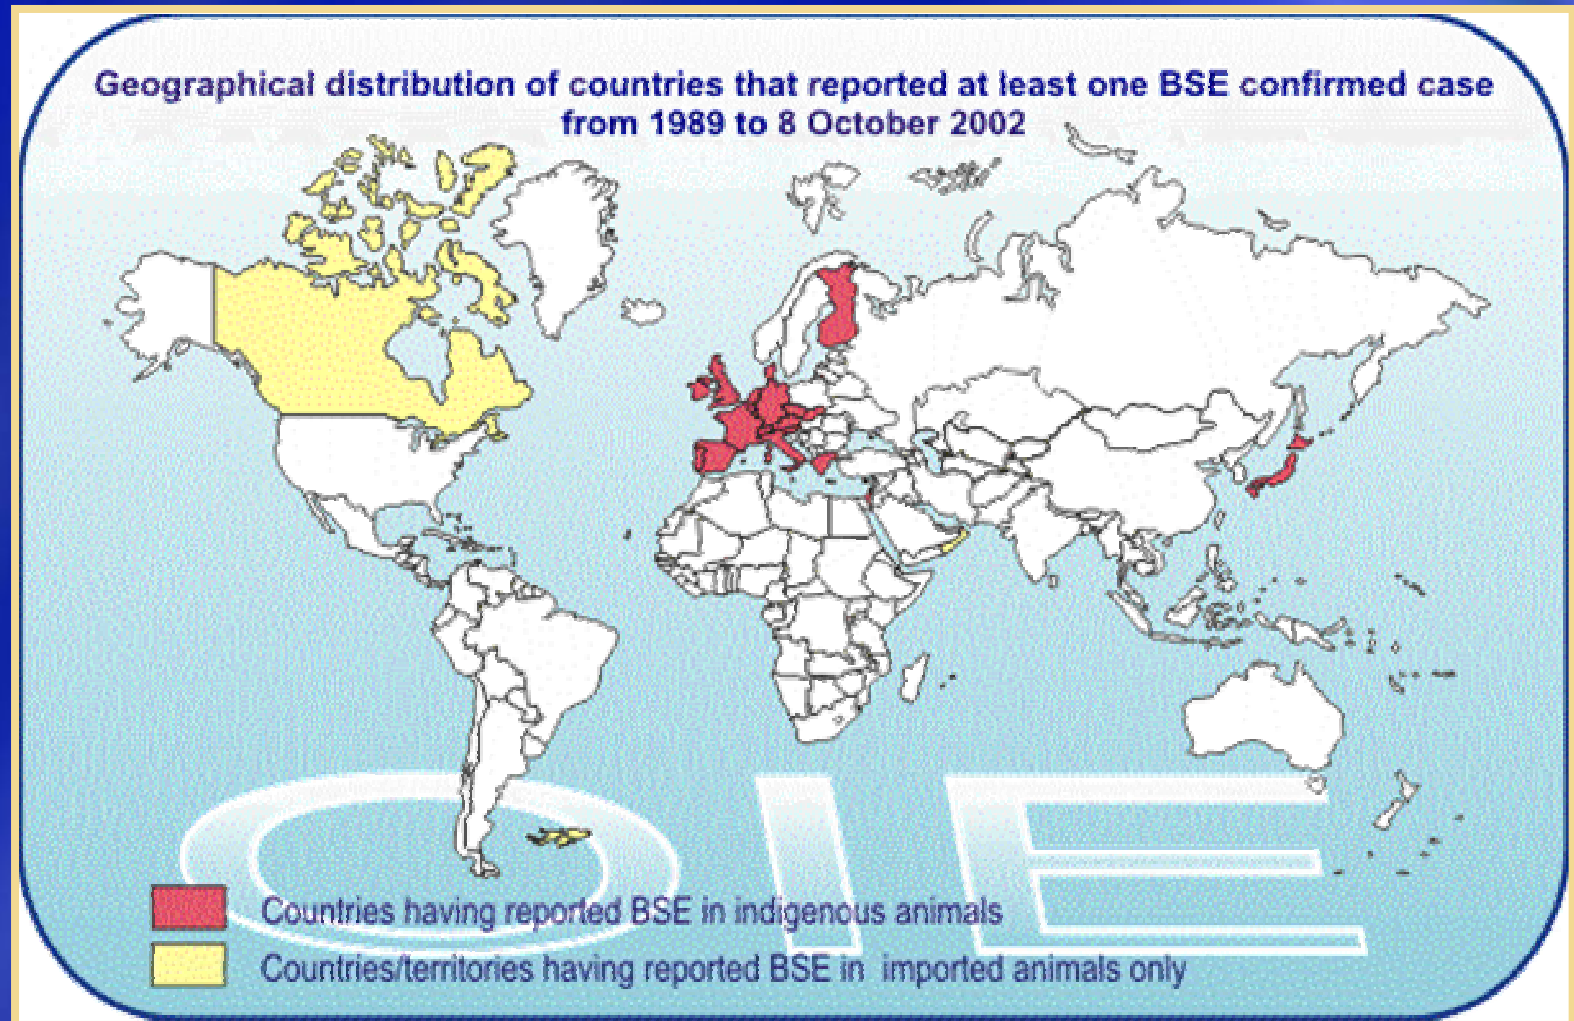 Geographical distribution of countries that reported at least one BSE confirmed case
from 1989 to 8 October 2002
OIE
Countries having reported BSE in indigenous animals
Countries/territories having reported BSE in imported animals only